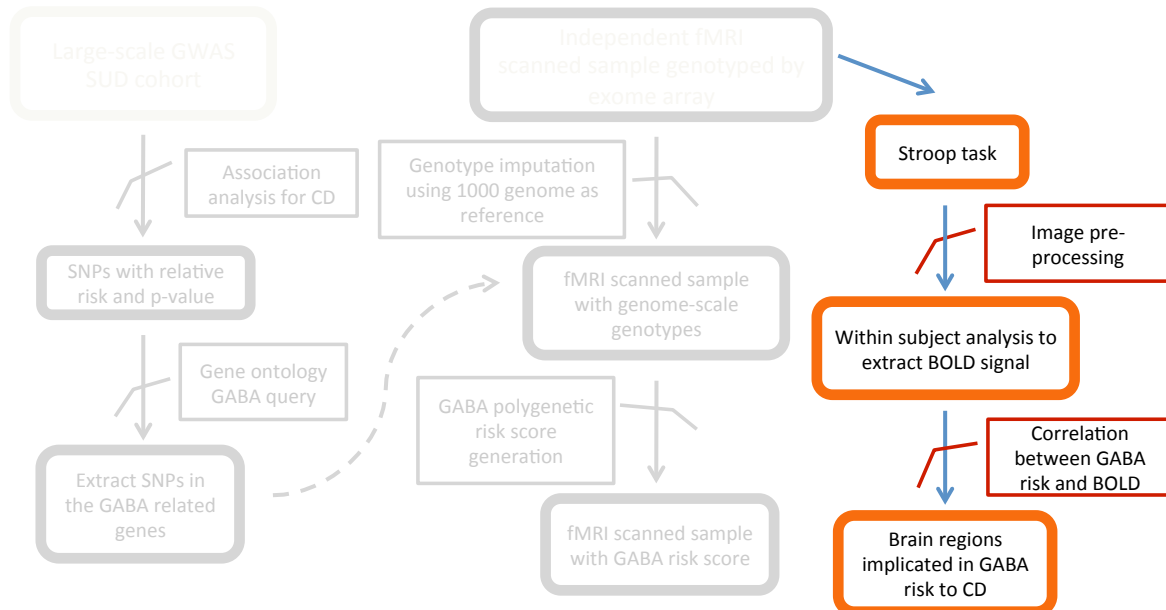 Large-scale GWAS
SUD cohort
Independent fMRI
scanned sample genotyped by
exome array
Association
analysis for CD
Genotype imputation
using 1000 genome as
reference
Stroop task
Image pre-
processing
SNPs with relative
risk and p-value
fMRI scanned sample
with genome-scale
genotypes
Within subject analysis to
extract BOLD signal
Gene ontology
GABA query
GABA polygenetic
risk score
generation
Correlation
between GABA
risk and BOLD
Extract SNPs in
the GABA related
genes
fMRI scanned sample
with GABA risk score
Brain regions
implicated in GABA
risk to CD